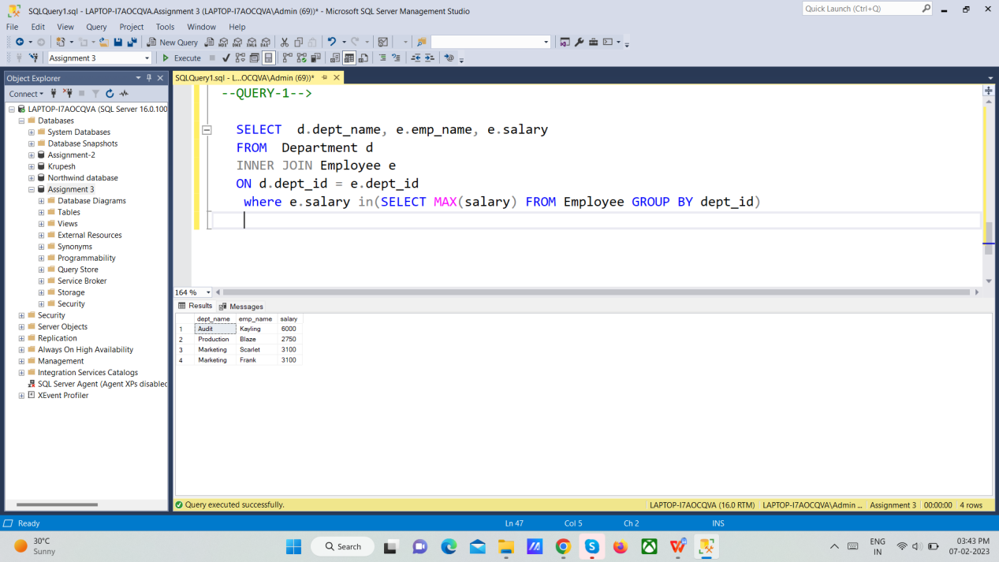 SQLQuery1.sql - LAPTOP-I7AOCQVA.Assignment 3 (LAPTOP-I7AOCQVA\Admin (69))* - Microsoft SQL Server Management Studio
Quick Launch (Ctrl+Q)
File Edit View Query Project Tools Window Help
New Query
MDX DMX XMLA DAX
Assignment 3 Execute
Object Explorer
SQLQuery1.sql - L...OCQVA\Admin (69))*
Connect
LAPTOP-I7AOCQVA (SQL Server 16.0.100
Databases
System Databases
Database Snapshots
Assignment-2
Krupesh
Northwind database
Assignment 3
Database Diagrams
Tables
Views
External Resources
Synonyms
Programmability
Query Store
Service Broker
Storage
Security
Security
Server Objects
Replication
Always On High Availability
Management
Integration Services Catalogs
SQL Server Agent (Agent XPs disabled
XEvent Profiler
--QUERY-1-->
SELECT d.dept_name, e.emp_name, e.salary
FROM Department d
INNER JOIN Employee e
ON d.dept_id = e.dept_id
where e.salary in(SELECT MAX(salary) FROM Employee GROUP BY dept_id)
164 %
Results Messages
dept_name emp_name salary
1 Audit Kayling 6000
2 Production Blaze 2750
3 Marketing Scarlet 3100
4 Marketing Frank 3100
Query executed successfully. LAPTOP-I7AOCQVA (16.0 RTM) LAPTOP-I7AOCQVA\Admin ... Assignment 3 00:00:00 4 rows
Ready Ln 47 Col 5 Ch 2 INS
30°C
Sunny
Search
ENG
IN
03:43 PM
07-02-2023